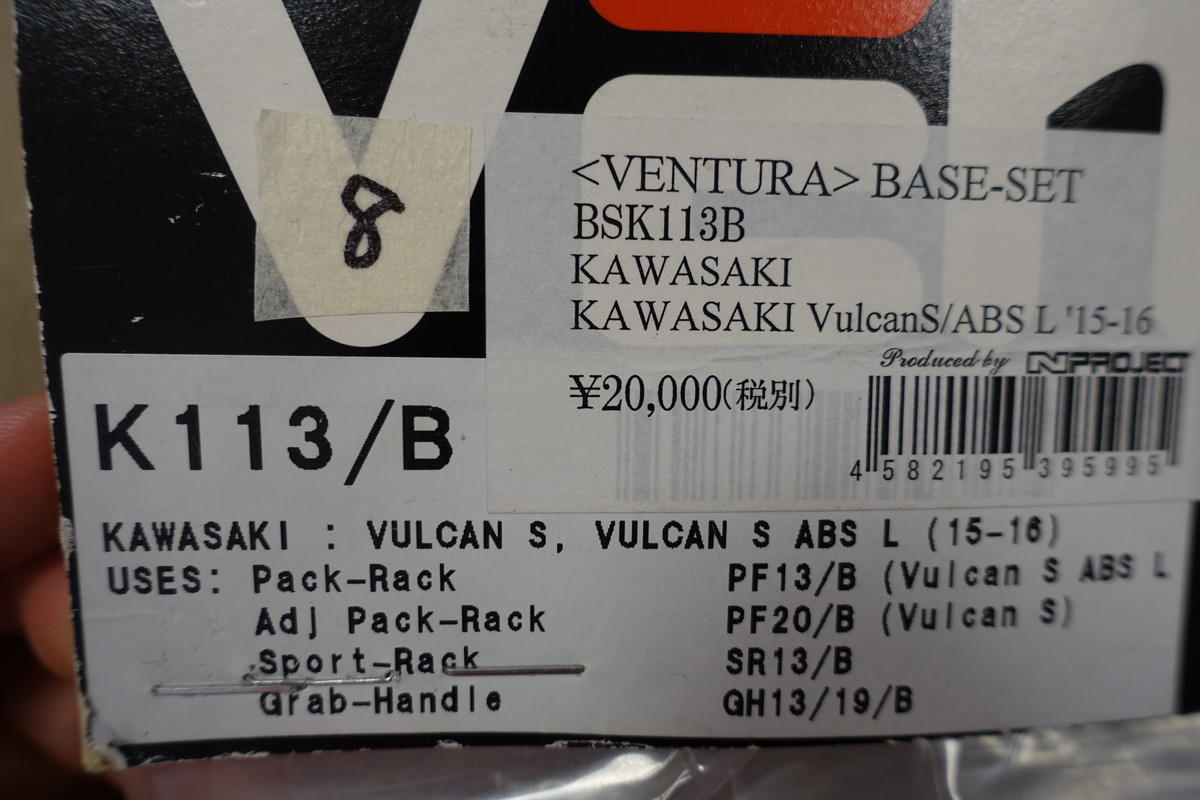 8
<VENTURA> BASE-SET
BSK113B
KAWASAKI
KAWASAKI VulcanS/ABS L '15-16
Produced by NPROJECT
¥20,000(税別)
4 582195 395995
K113/B
KAWASAKI : VULCAN S, VULCAN S ABS L (15-16)
USES: Pack-Rack PF13/B (Vulcan S ABS L
Adj Pack-Rack PF20/B (Vulcan S)
Sport-Rack SR13/B
Grab-Handle GH13/19/B